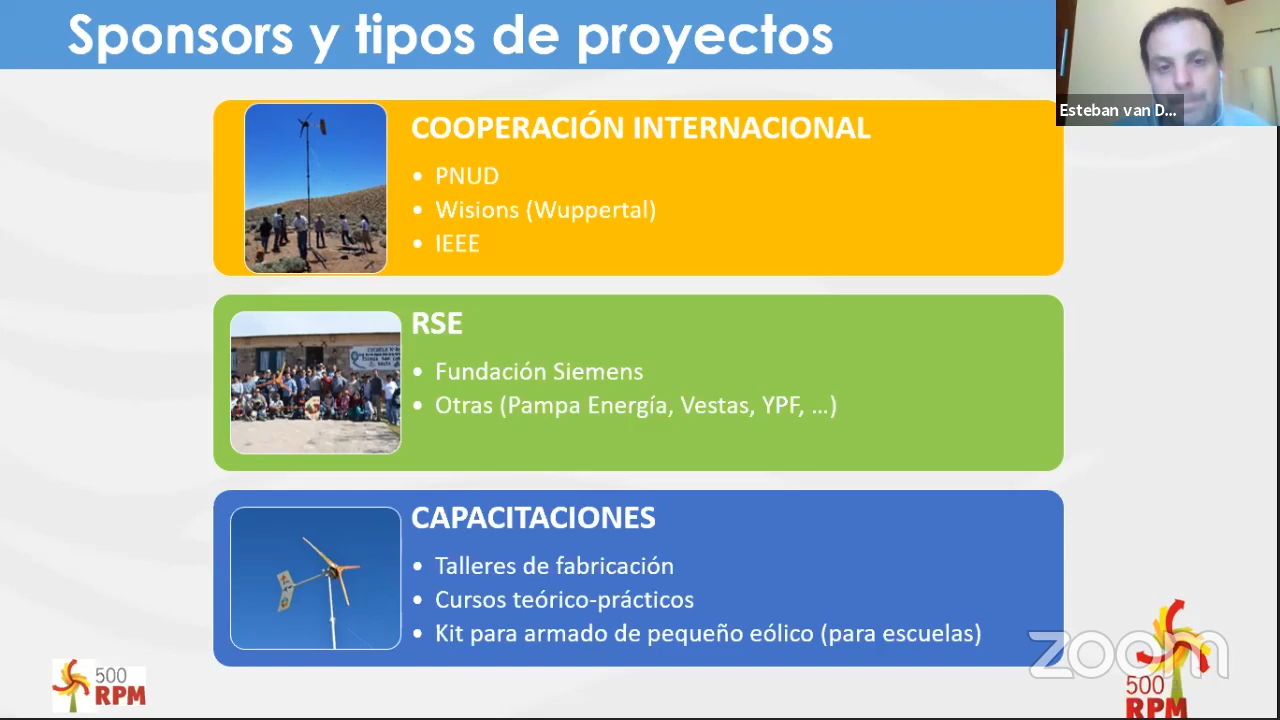 Sponsors y tipos de proyectos
Esteban van D...
COOPERACIÓN INTERNACIONAL
• PNUD
• Wisions (Wuppertal)
• IEEE
RSE
• Fundación Siemens
• Otras (Pampa Energía, Vestas, YPF, ...)
CAPACITACIONES
• Talleres de fabricación
• Cursos teórico-prácticos
• Kit para armado de pequeño eólico (para escuelas)
zoom
500
RPM
500
RPM